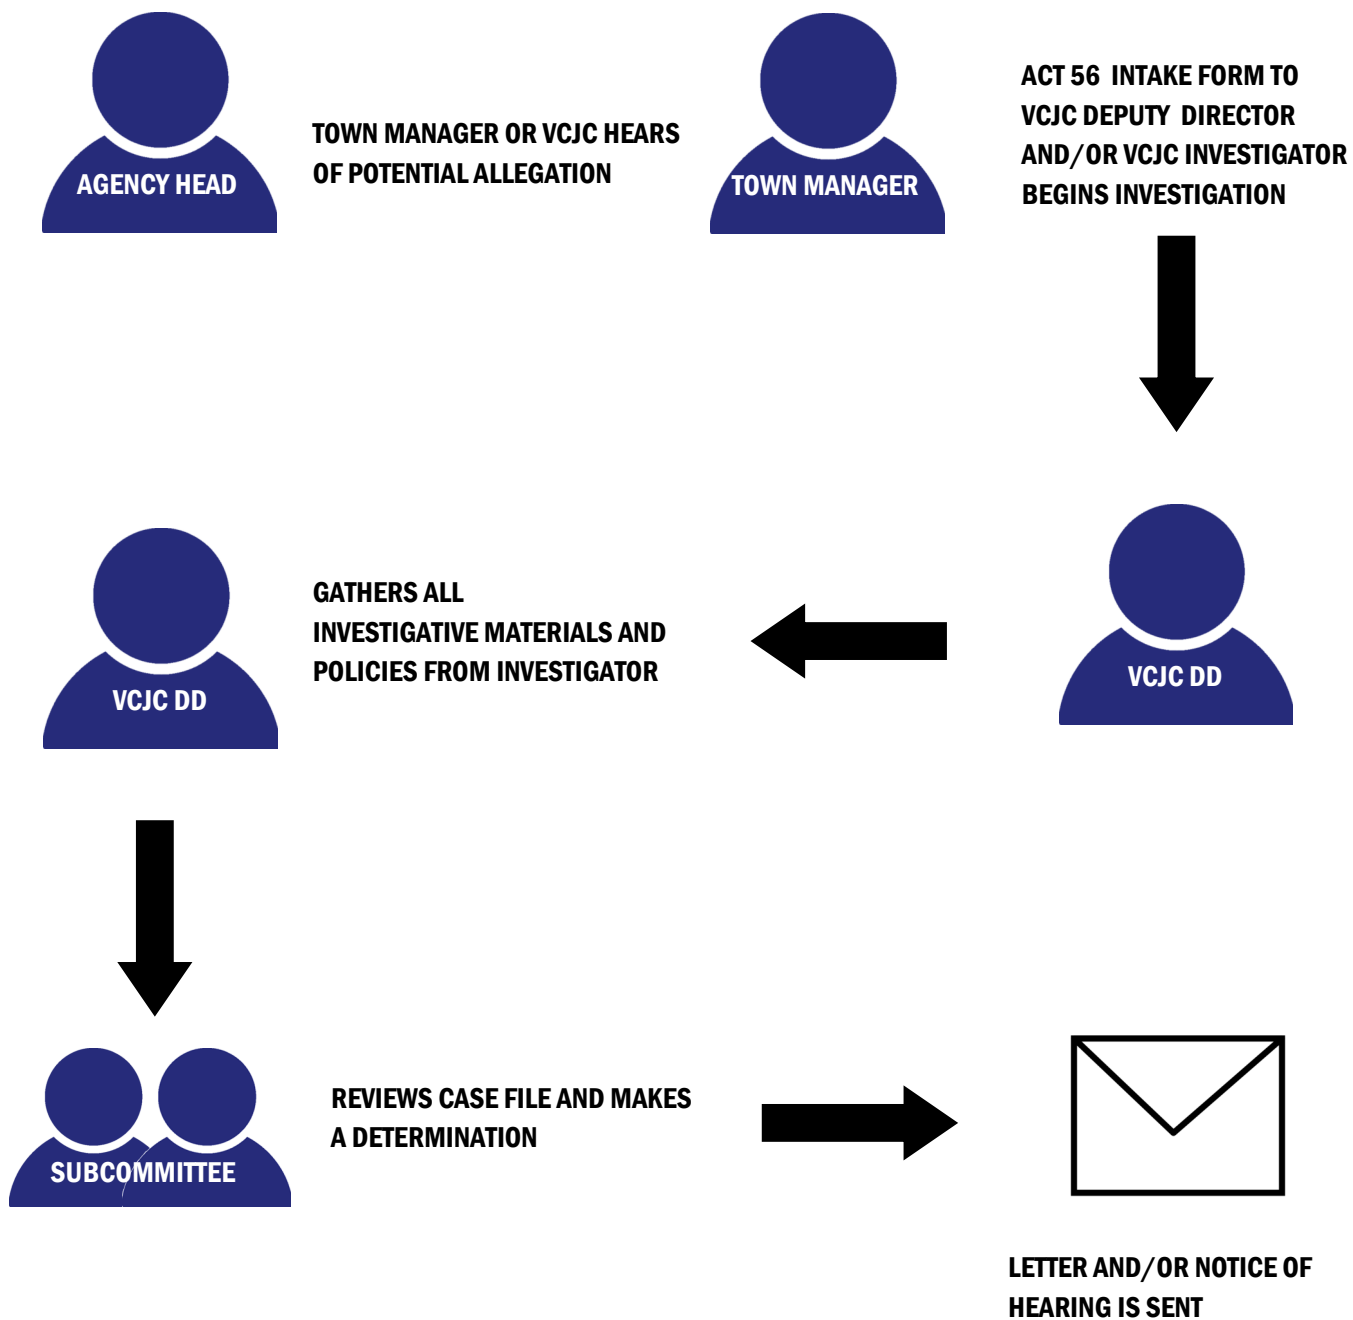 AGENCY HEAD
TOWN MANAGER OR VCJC HEARS
OF POTENTIAL ALLEGATION
TOWN MANAGER
ACT 56 INTAKE FORM TO
VCJC DEPUTY DIRECTOR
AND/OR VCJC INVESTIGATOR
BEGINS INVESTIGATION
VCJC DD
GATHERS ALL
INVESTIGATIVE MATERIALS AND
POLICIES FROM INVESTIGATOR
VCJC DD
SUBCOMMITTEE
REVIEWS CASE FILE AND MAKES
A DETERMINATION
LETTER AND/OR NOTICE OF
HEARING IS SENT